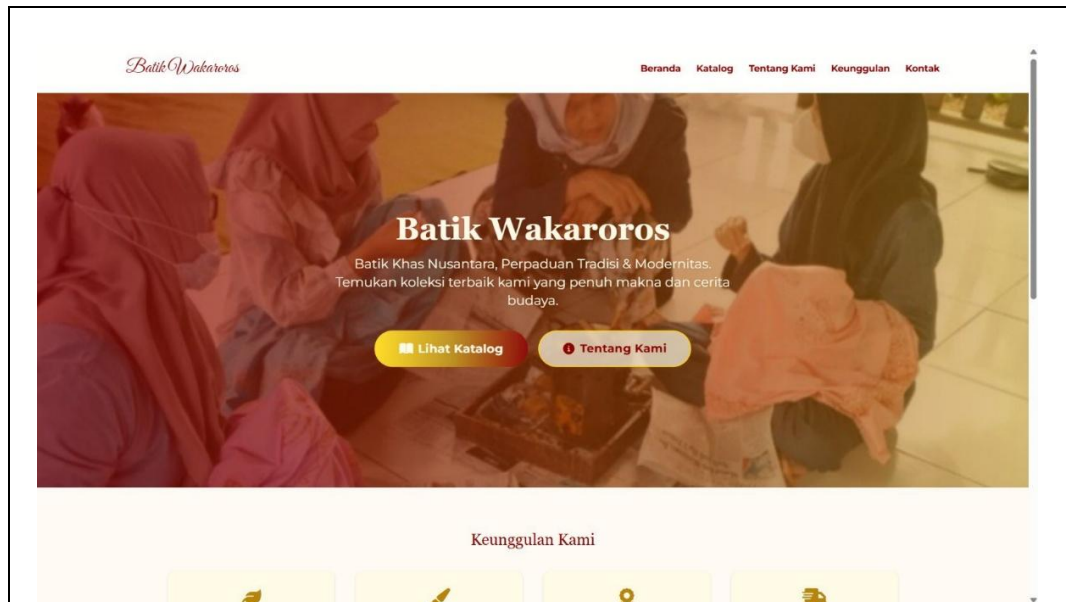 Batik Wakaroros
Beranda Katalog Tentang Kami Keunggulan Kontak
Batik Wakaroros
Batik Khas Nusantara, Perpaduan Tradisi & Modernitas.
Temukan koleksi terbaik kami yang penuh makna dan cerita
budaya.
Lihat Katalog Tentang Kami
Keunggulan Kami